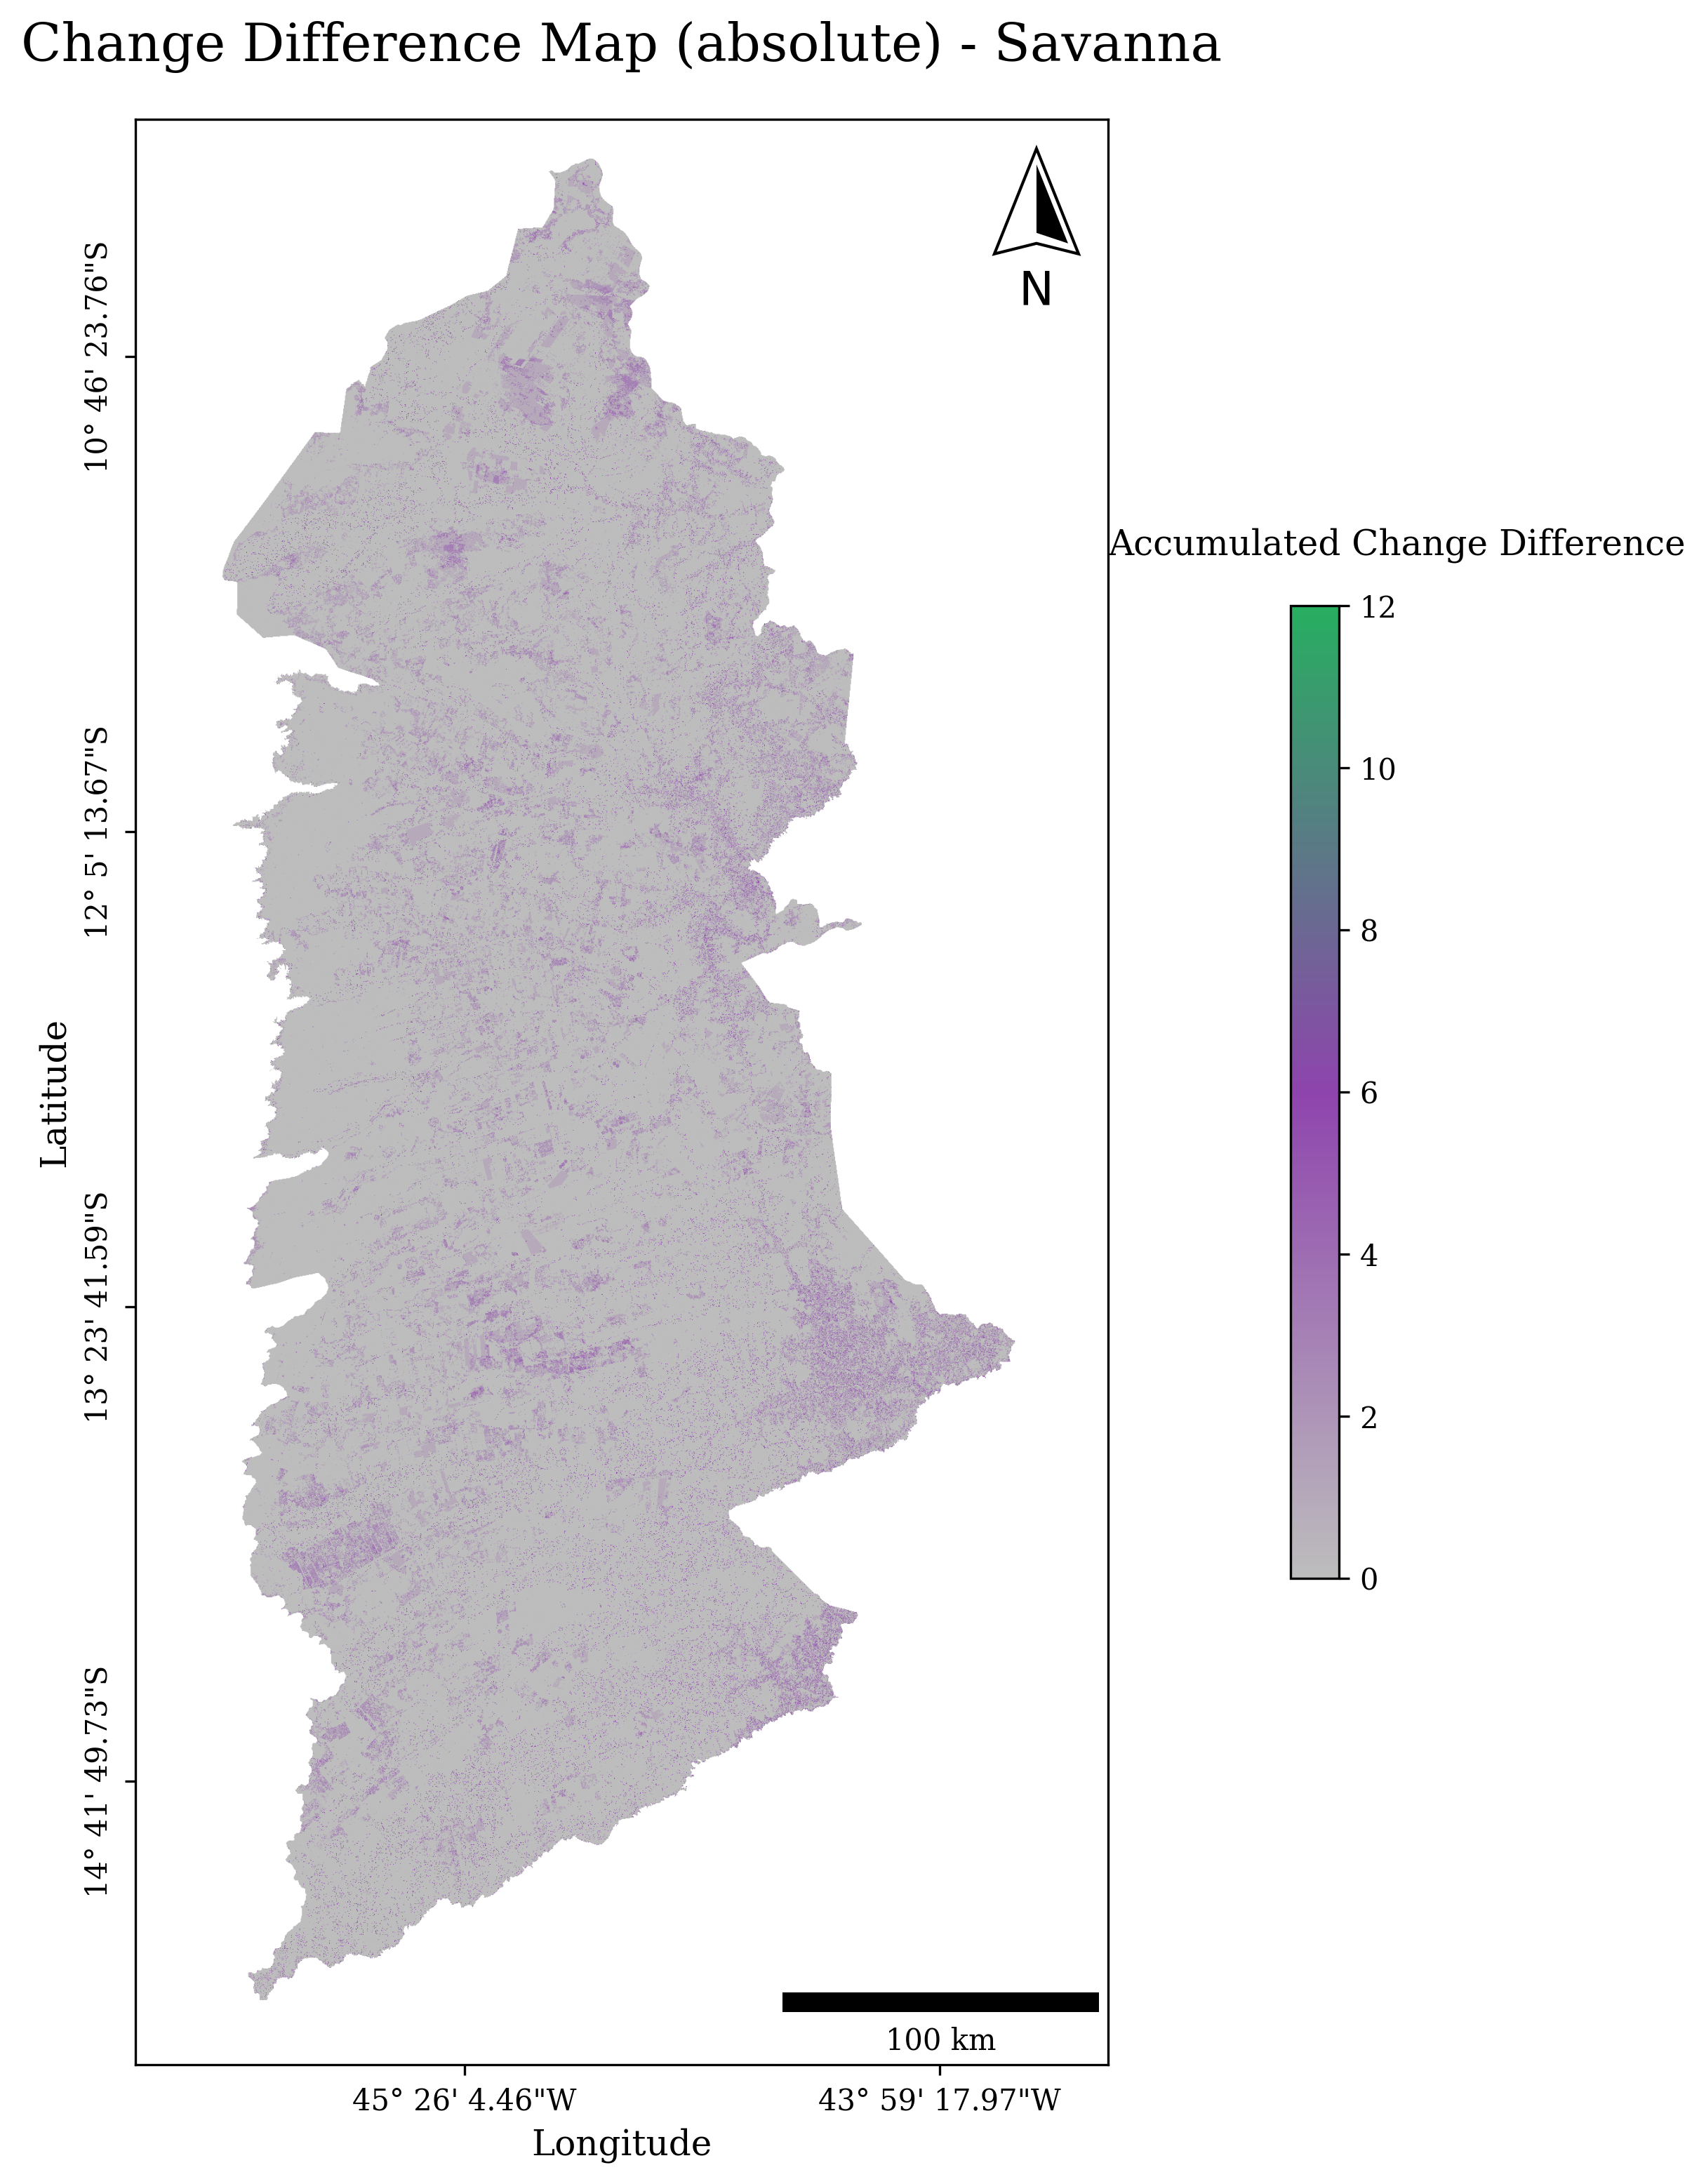 Change Difference Map (absolute) - Savanna
N
10° 46' 23.76"S
12° 5' 13.67"S
13° 23' 41.59"S
14° 41' 49.73"S
Latitude
100 km
45° 26' 4.46"W
43° 59' 17.97"W
Longitude
Accumulated Change Difference
12
10
8
6
4
2
0